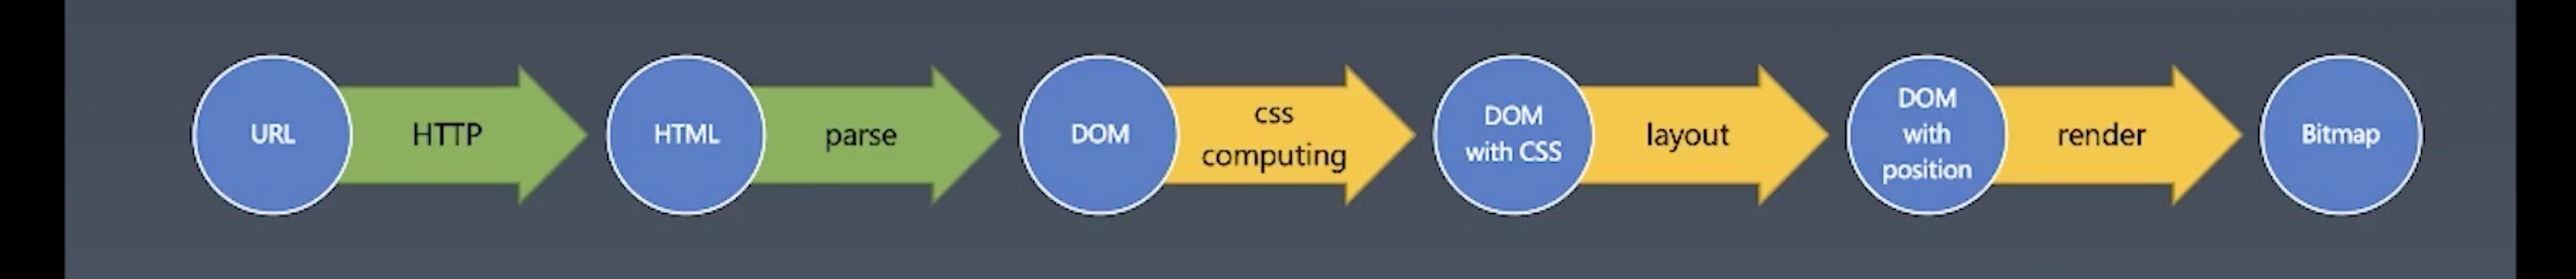 URL
HTTP
HTML
parse
DOM
css
computing
DOM
with CSS
layout
DOM
with
position
render
Bitmap